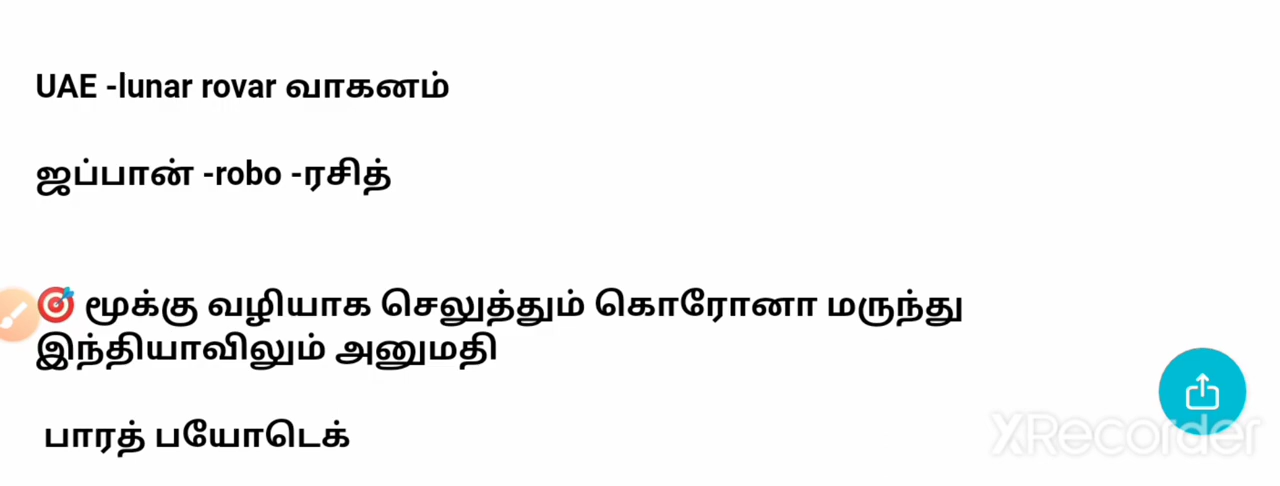 UAE -lunar rovar வாகனம்
ஜப்பான் -robo -ரசித்
🎯 மூக்கு வழியாக செலுத்தும் கொரோனா மருந்து
இந்தியாவிலும் அனுமதி
பாரத் பயோடெக்
XRecorder